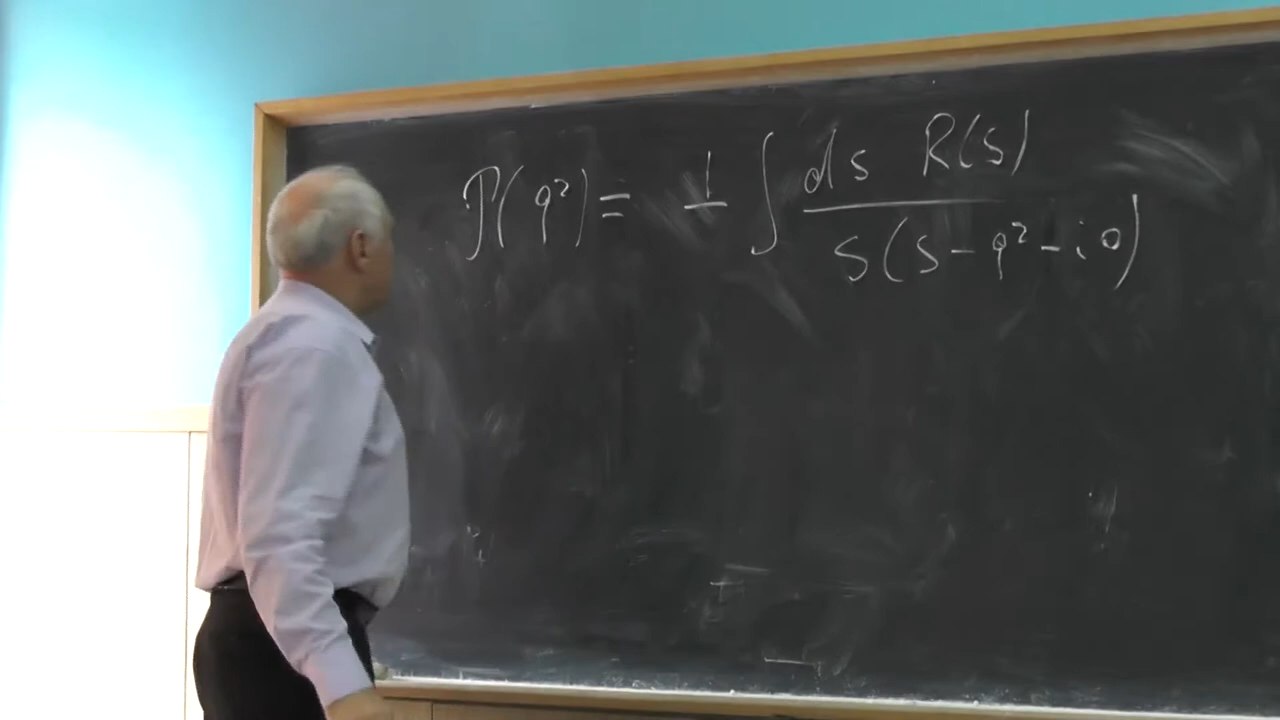 P(q²) = 1/ ∫ ds R(s) / s(s - q² - i0)